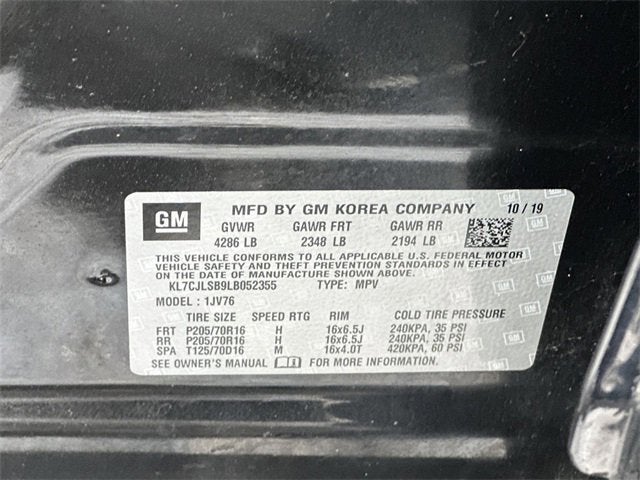 GM MFD BY GM KOREA COMPANY 10 / 19
GVWR GAWR FRT GAWR RR
4286 LB 2348 LB 2194 LB
THIS VEHICLE CONFORMS TO ALL APPLICABLE U.S. FEDERAL MOTOR
VEHICLE SAFETY AND THEFT PREVENTION STANDARDS IN EFFECT
ON THE DATE OF MANUFACTURE SHOWN ABOVE.
KL7CJLSB9LB052355 TYPE: MPV
MODEL : 1JV76
TIRE SIZE SPEED RTG RIM COLD TIRE PRESSURE
FRT P205/70R16 H 16x6.5J 240KPA, 35 PSI
RR P205/70R16 H 16x6.5J 240KPA, 35 PSI
SPA T125/70D16 M 16x4.0T 420KPA, 60 PSI
SEE OWNER'S MANUAL FOR MORE INFORMATION.